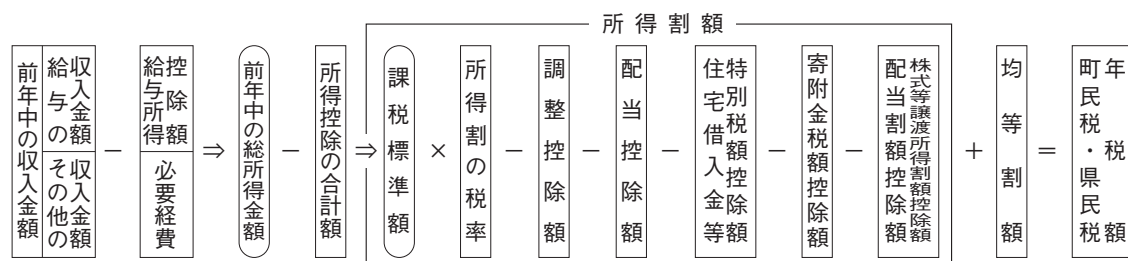 所得割額
前年中の収入金額
給与の収入金額
その他の収入金額
−
給与所得控除額
必要経費
⇒
前年中の総所得金額
−
所得控除の合計額
⇒
課税標準額
×
所得割の税率
−
調整控除額
−
配当控除額
−
住宅借入金等特別税額控除額
−
寄附金税額控除額
−
配当割額控除額
株式等譲渡所得割額控除額
+
均等割額
=
町民税・県民税
年税額